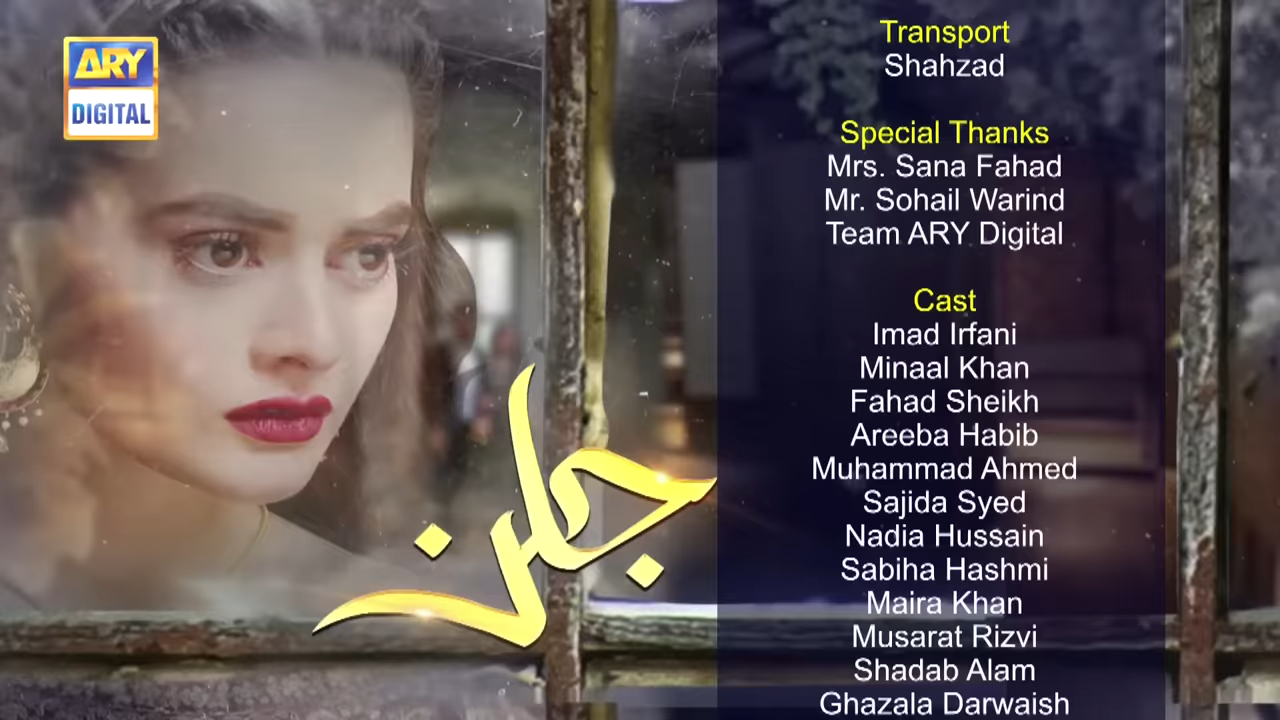 ARY
DIGITAL
جلن
Transport
Shahzad
Special Thanks
Mrs. Sana Fahad
Mr. Sohail Warind
Team ARY Digital
Cast
Imad Irfani
Minaal Khan
Fahad Sheikh
Areeba Habib
Muhammad Ahmed
Sajida Syed
Nadia Hussain
Sabiha Hashmi
Maira Khan
Musarat Rizvi
Shadab Alam
Ghazala Darwaish